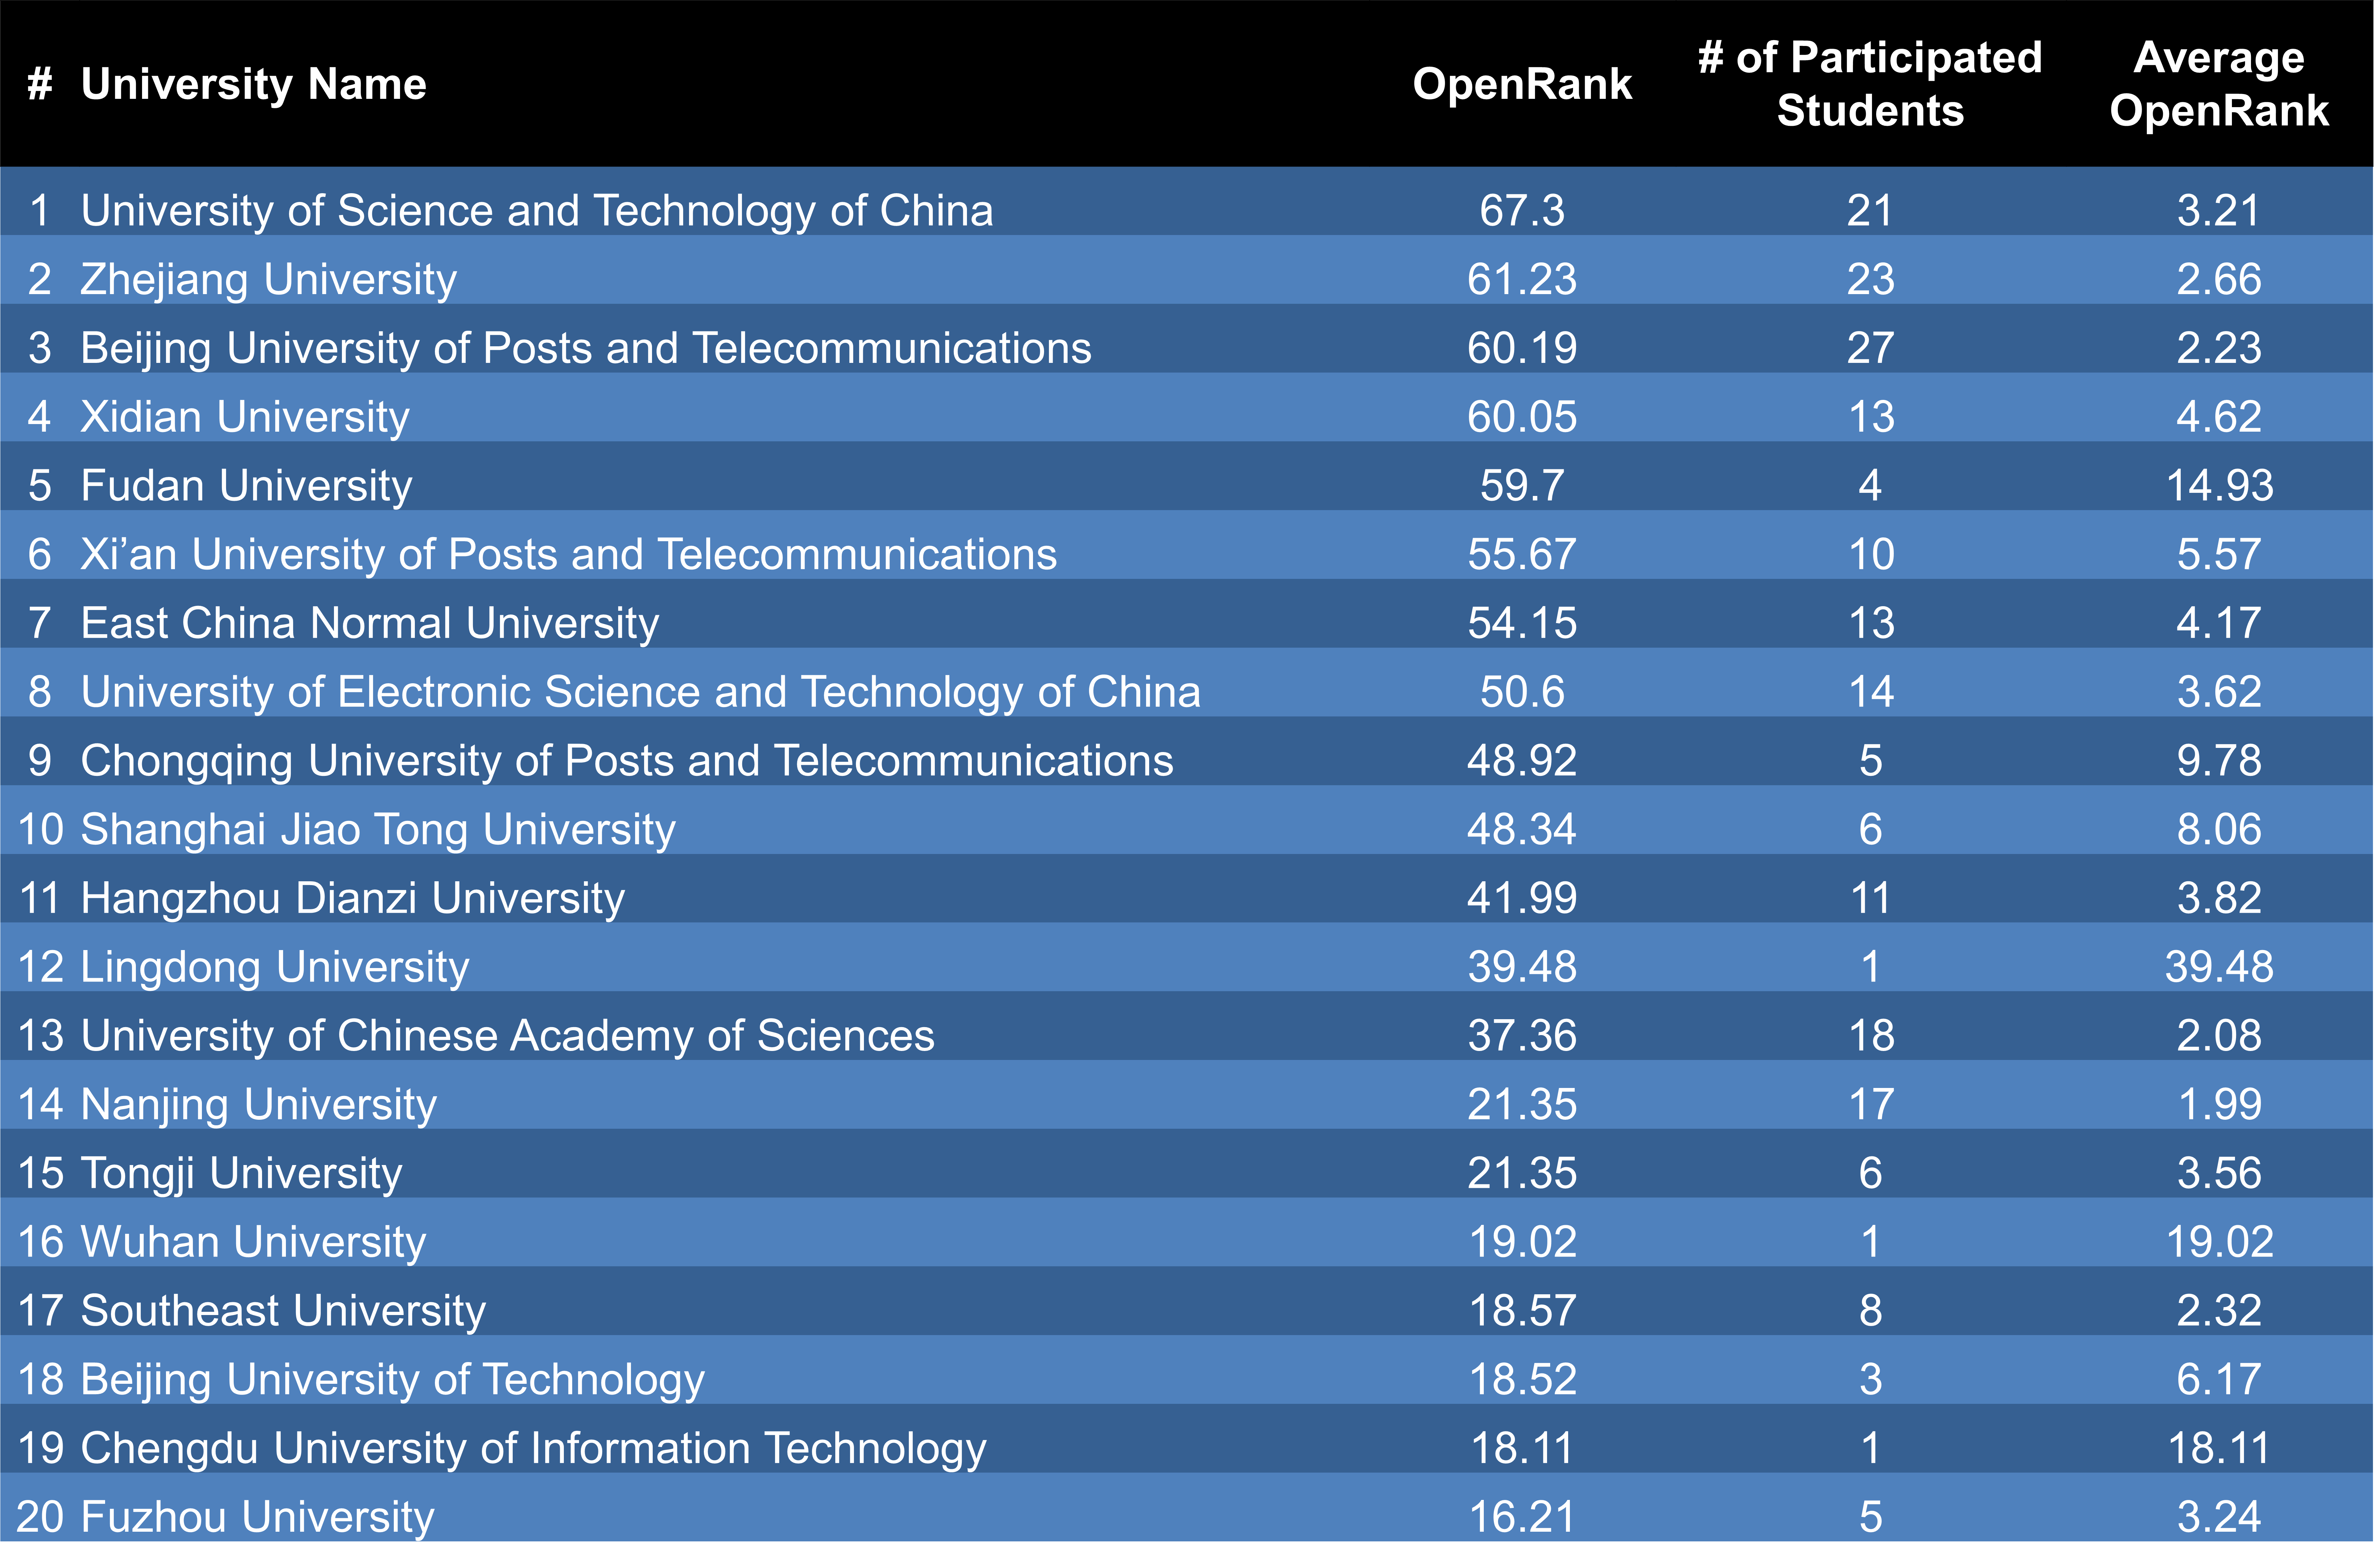 # University Name OpenRank # of Participated Students Average OpenRank
1 University of Science and Technology of China 67.3 21 3.21
2 Zhejiang University 61.23 23 2.66
3 Beijing University of Posts and Telecommunications 60.19 27 2.23
4 Xidian University 60.05 13 4.62
5 Fudan University 59.7 4 14.93
6 Xi’an University of Posts and Telecommunications 55.67 10 5.57
7 East China Normal University 54.15 13 4.17
8 University of Electronic Science and Technology of China 50.6 14 3.62
9 Chongqing University of Posts and Telecommunications 48.92 5 9.78
10 Shanghai Jiao Tong University 48.34 6 8.06
11 Hangzhou Dianzi University 41.99 11 3.82
12 Lingdong University 39.48 1 39.48
13 University of Chinese Academy of Sciences 37.36 18 2.08
14 Nanjing University 21.35 17 1.99
15 Tongji University 21.35 6 3.56
16 Wuhan University 19.02 1 19.02
17 Southeast University 18.57 8 2.32
18 Beijing University of Technology 18.52 3 6.17
19 Chengdu University of Information Technology 18.11 1 18.11
20 Fuzhou University 16.21 5 3.24